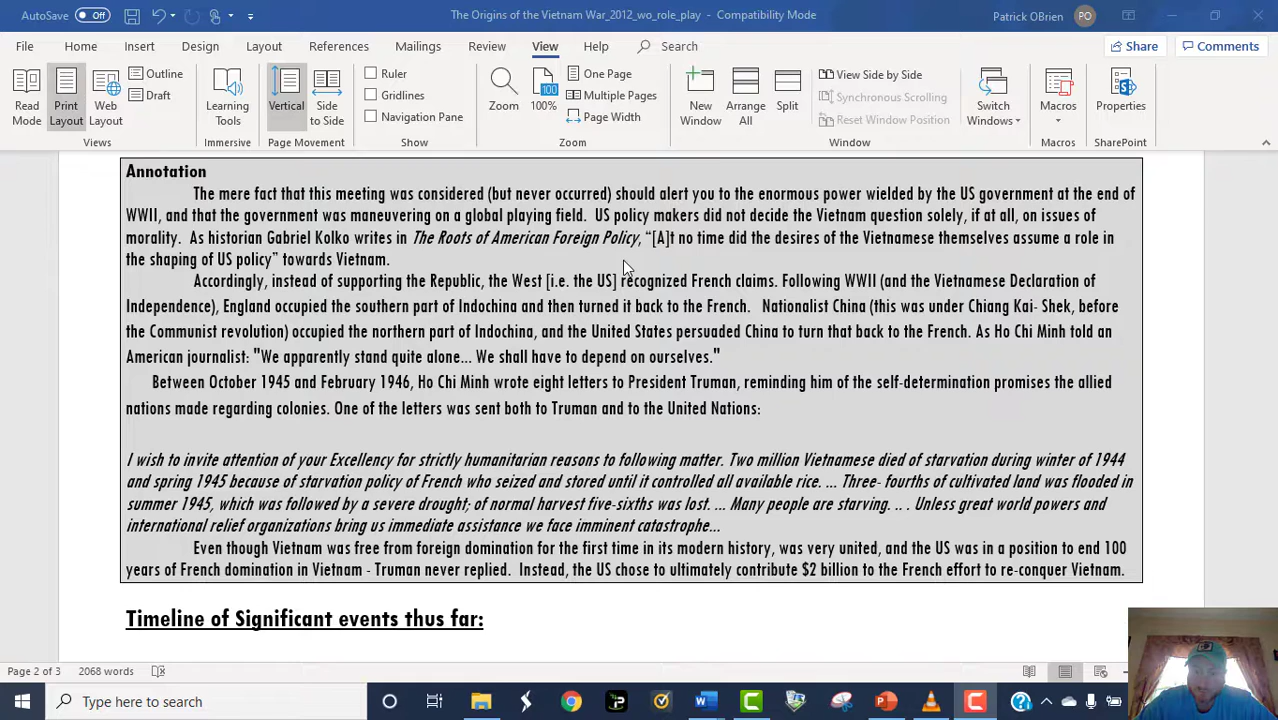 AutoSave Off
The Origins of the Vietnam War_2012_wo_role_play - Compatibility Mode
Patrick OBrien PO
File Home Insert Design Layout References Mailings Review View Help Search Share Comments
Read Mode
Print Layout
Web Layout
Outline
Draft
Views
Learning Tools
Immersive
Vertical
Side to Side
Page Movement
Ruler
Gridlines
Navigation Pane
Show
Zoom
100
100%
One Page
Multiple Pages
Page Width
Zoom
New Window
Arrange All
Split
View Side by Side
Synchronous Scrolling
Reset Window Position
Window
Switch Windows
Macros
Macros
Properties
SharePoint
Annotation
The mere fact that this meeting was considered (but never occurred) should alert you to the enormous power wielded by the US government at the end of
WWII, and that the government was maneuvering on a global playing field. US policy makers did not decide the Vietnam question solely, if at all, on issues of
morality. As historian Gabriel Kolko writes in The Roots of American Foreign Policy, “[A]t no time did the desires of the Vietnamese themselves assume a role in
the shaping of US policy” towards Vietnam.
Accordingly, instead of supporting the Republic, the West [i.e. the US] recognized French claims. Following WWII (and the Vietnamese Declaration of
Independence), England occupied the southern part of Indochina and then turned it back to the French. Nationalist China (this was under Chiang Kai- Shek, before
the Communist revolution) occupied the northern part of Indochina, and the United States persuaded China to turn that back to the French. As Ho Chi Minh told an
American journalist: "We apparently stand quite alone... We shall have to depend on ourselves."
Between October 1945 and February 1946, Ho Chi Minh wrote eight letters to President Truman, reminding him of the self-determination promises the allied
nations made regarding colonies. One of the letters was sent both to Truman and to the United Nations:
I wish to invite attention of your Excellency for strictly humanitarian reasons to following matter. Two million Vietnamese died of starvation during winter of 1944
and spring 1945 because of starvation policy of French who seized and stored until it controlled all available rice. ... Three- fourths of cultivated land was flooded in
summer 1945, which was followed by a severe drought; of normal harvest five-sixths was lost. ... Many people are starving. .. . Unless great world powers and
international relief organizations bring us immediate assistance we face imminent catastrophe...
Even though Vietnam was free from foreign domination for the first time in its modern history, was very united, and the US was in a position to end 100
years of French domination in Vietnam - Truman never replied. Instead, the US chose to ultimately contribute $2 billion to the French effort to re-conquer Vietnam.
Timeline of Significant events thus far:
Page 2 of 3 2068 words
Type here to search